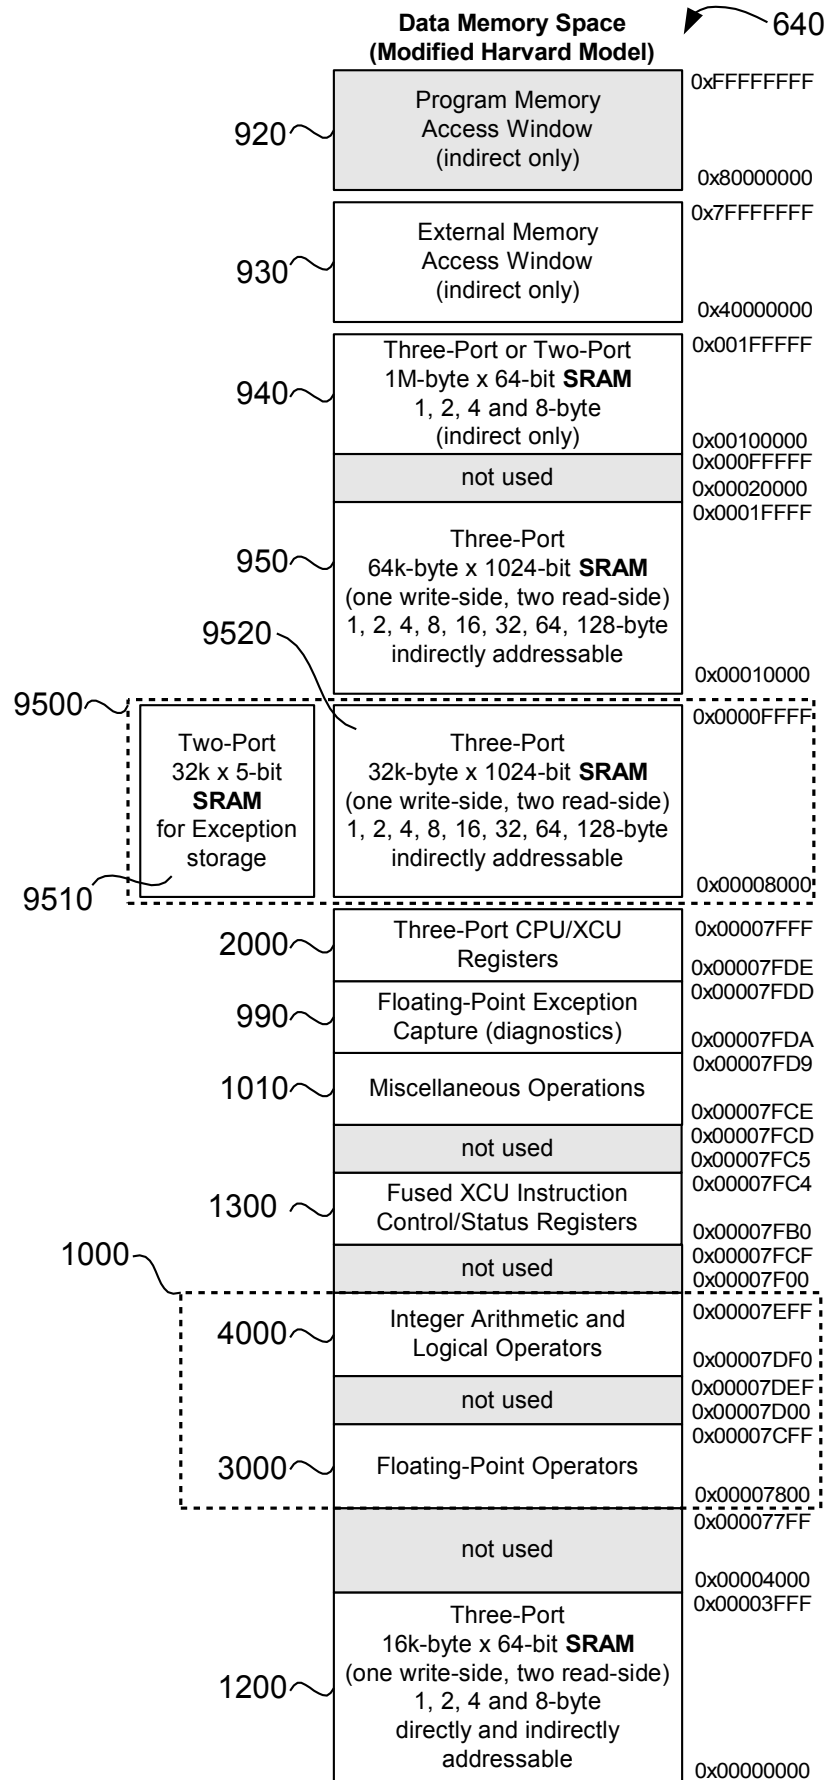 Data Memory Space
(Modified Harvard Model)
640
920
Program Memory
Access Window
(indirect only)
0xFFFFFFFF
0x80000000
930
External Memory
Access Window
(indirect only)
0x7FFFFFFF
0x40000000
940
Three-Port or Two-Port
1M-byte x 64-bit SRAM
1, 2, 4 and 8-byte
(indirect only)
0x001FFFFF
0x00100000
not used
0x000FFFFF
0x00020000
950
Three-Port
64k-byte x 1024-bit SRAM
(one write-side, two read-side)
1, 2, 4, 8, 16, 32, 64, 128-byte
indirectly addressable
0x0001FFFF
0x00010000
9520
9500
Two-Port
32k x 5-bit
SRAM
for Exception
storage
9510
Three-Port
32k-byte x 1024-bit SRAM
(one write-side, two read-side)
1, 2, 4, 8, 16, 32, 64, 128-byte
indirectly addressable
0x0000FFFF
0x00008000
2000
Three-Port CPU/XCU
Registers
0x00007FFF
0x00007FDE
990
Floating-Point Exception
Capture (diagnostics)
0x00007FDD
0x00007FDA
1010
Miscellaneous Operations
0x00007FD9
0x00007FCE
not used
0x00007FCD
0x00007FC5
1300
Fused XCU Instruction
Control/Status Registers
0x00007FC4
0x00007FB0
not used
0x00007FCF
0x00007F00
1000
4000
Integer Arithmetic and
Logical Operators
0x00007EFF
0x00007DF0
not used
0x00007DEF
0x00007D00
3000
Floating-Point Operators
0x00007CFF
0x00007800
not used
0x000077FF
0x00004000
1200
Three-Port
16k-byte x 64-bit SRAM
(one write-side, two read-side)
1, 2, 4 and 8-byte
directly and indirectly
addressable
0x00003FFF
0x00000000